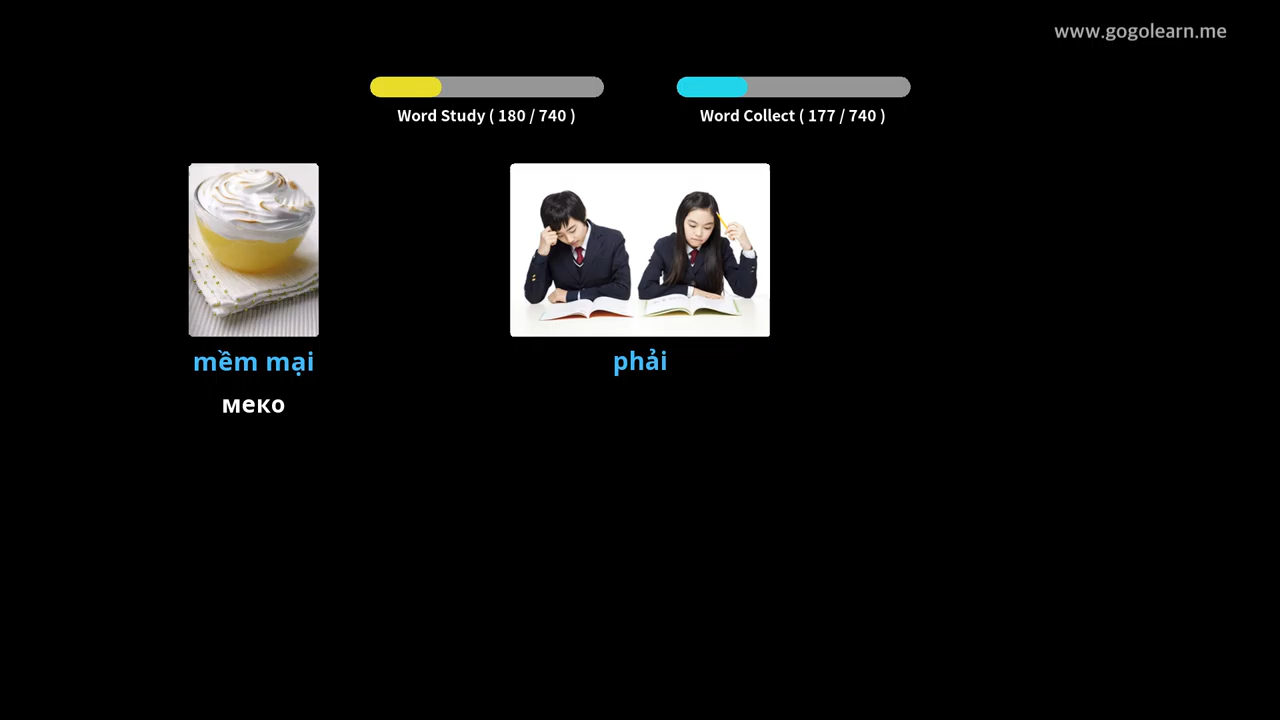 www.gogolearn.me
Word Study ( 180 / 740 )
Word Collect ( 177 / 740 )
mềm mại
меко
phải